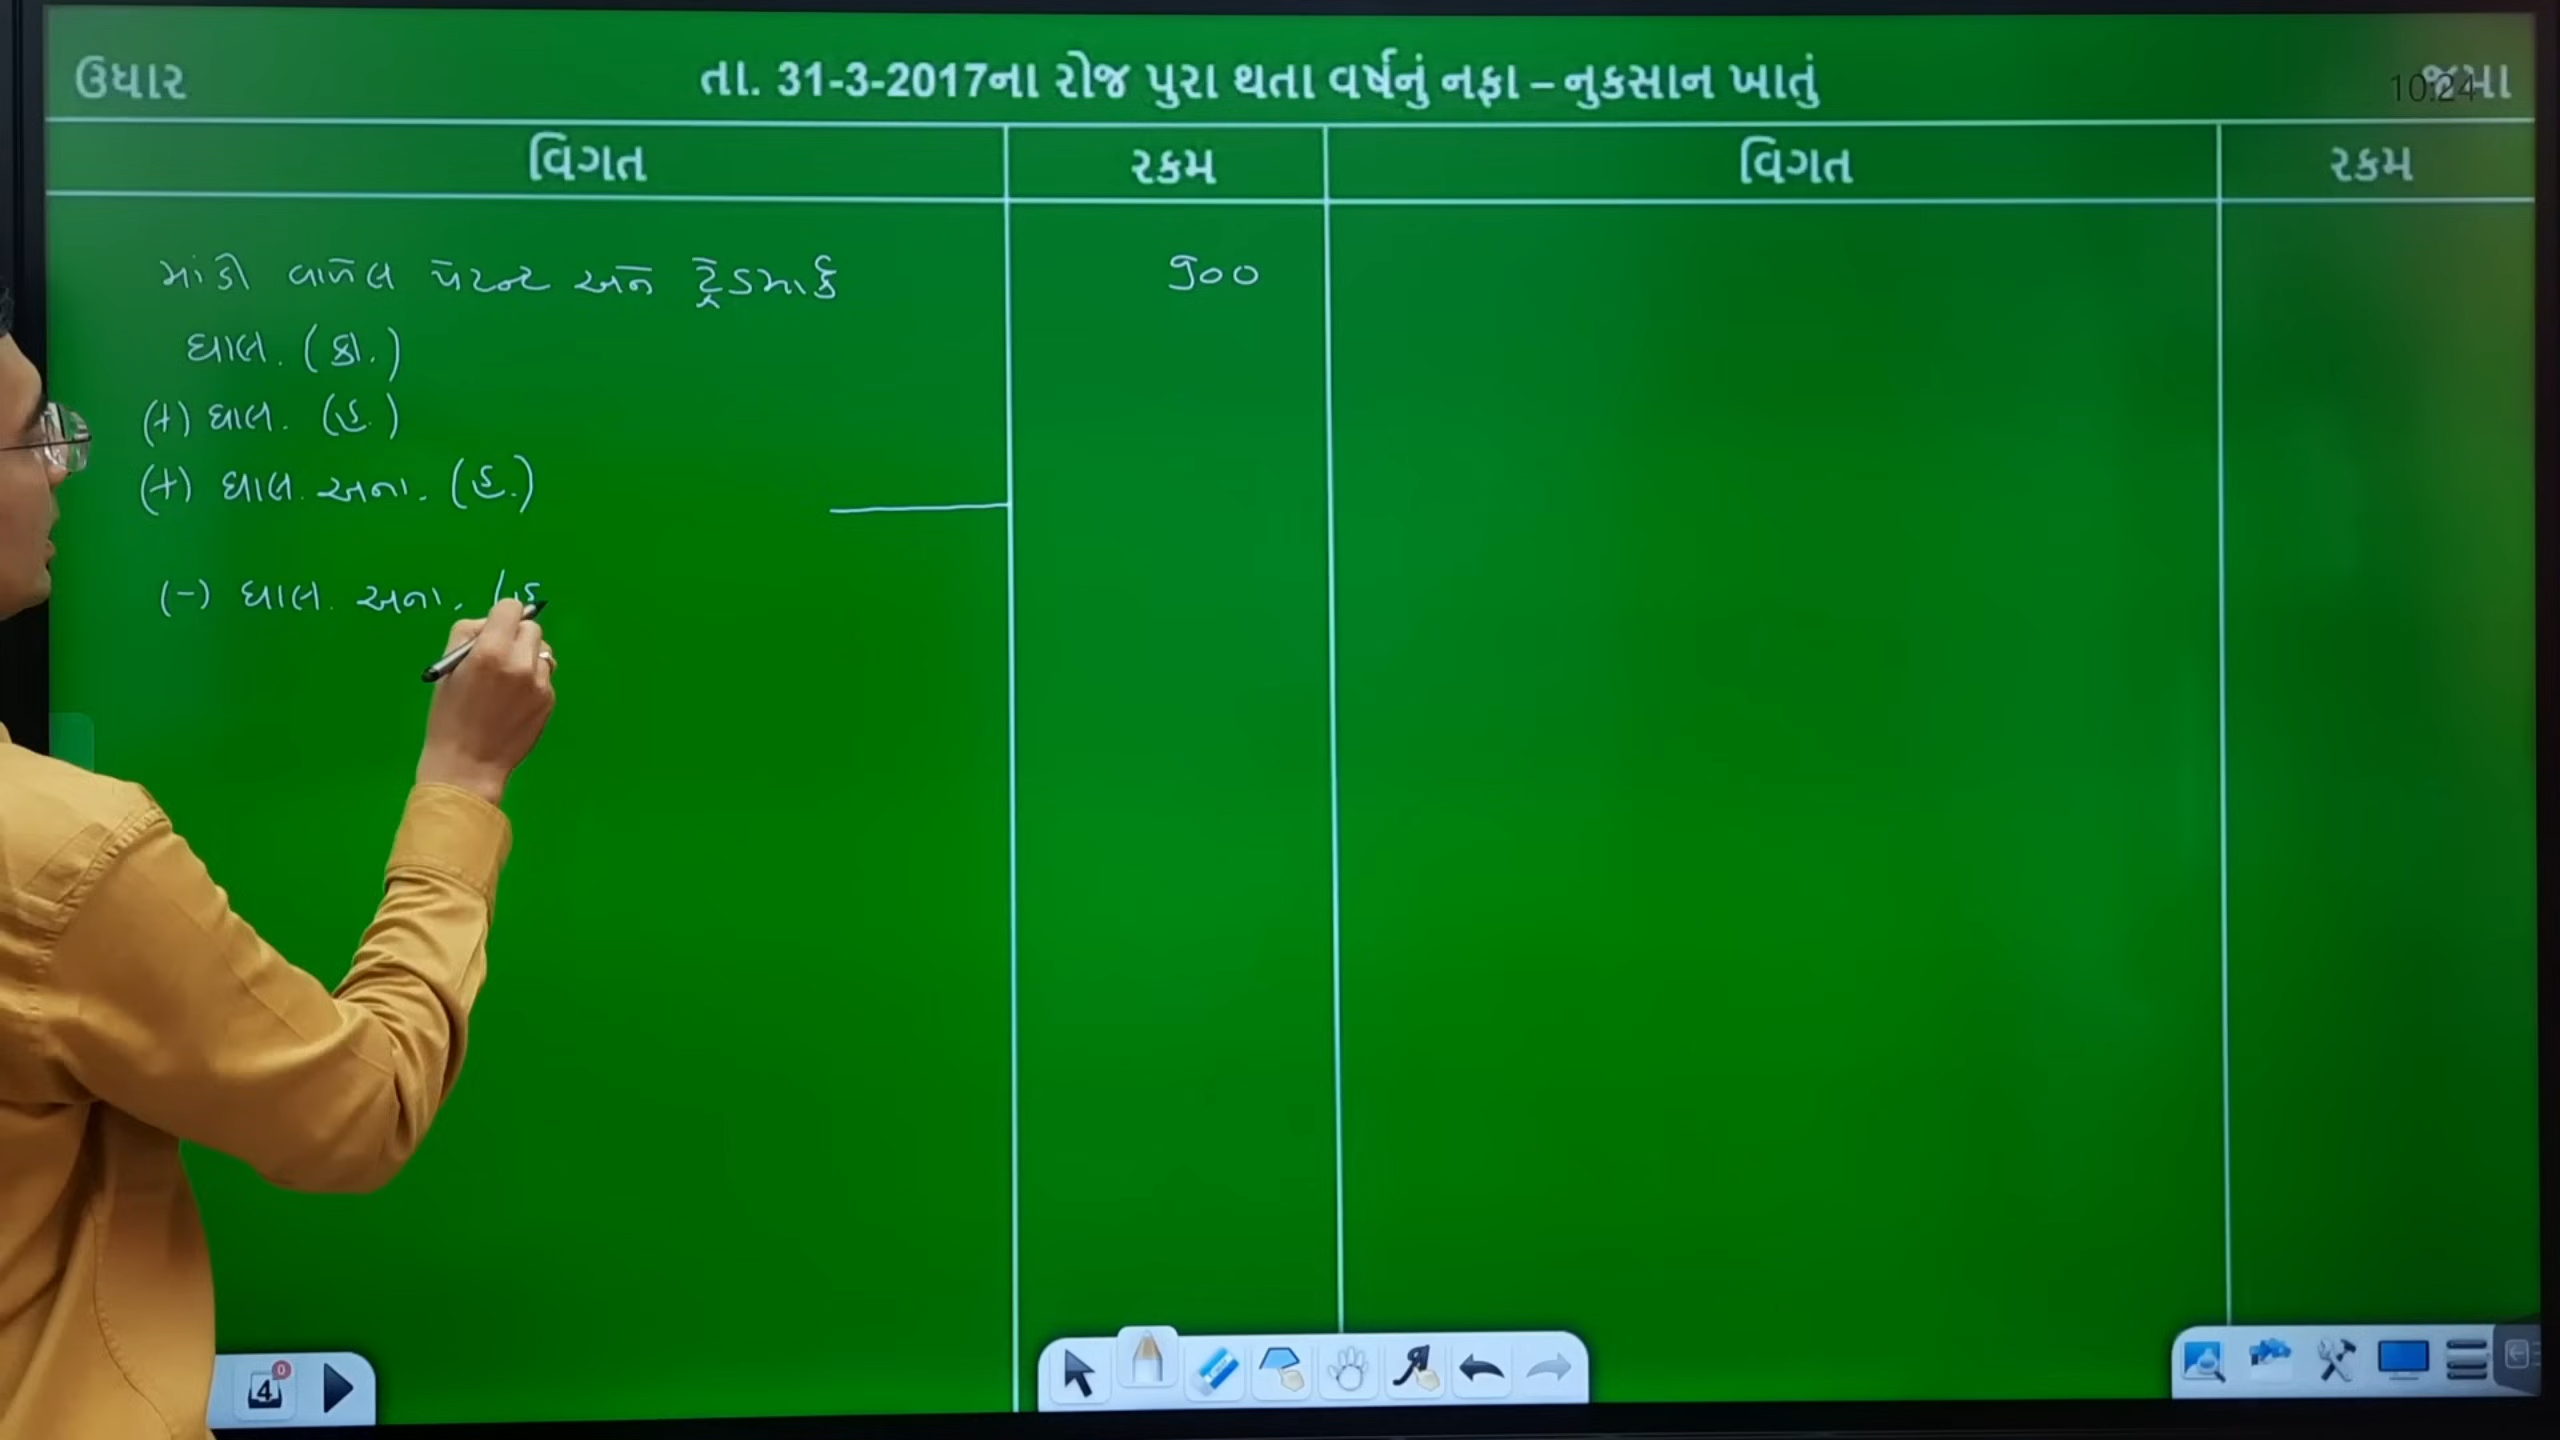 ઉધાર તા. 31-3-2017ના રોજ પુરા થતા વર્ષનું નફા – નુકસાન ખાતું જમા
10:24
વિગત રકમ વિગત રકમ
માંડી વાળેલ પેટન્ટ અને ટ્રેડમાર્ક 900
ઘાલ. (કા.)
(+) ઘાલ. (હ.)
(+) ઘાલ. અના. (હ.)
(-) ઘાલ. અના. (હ
4
0